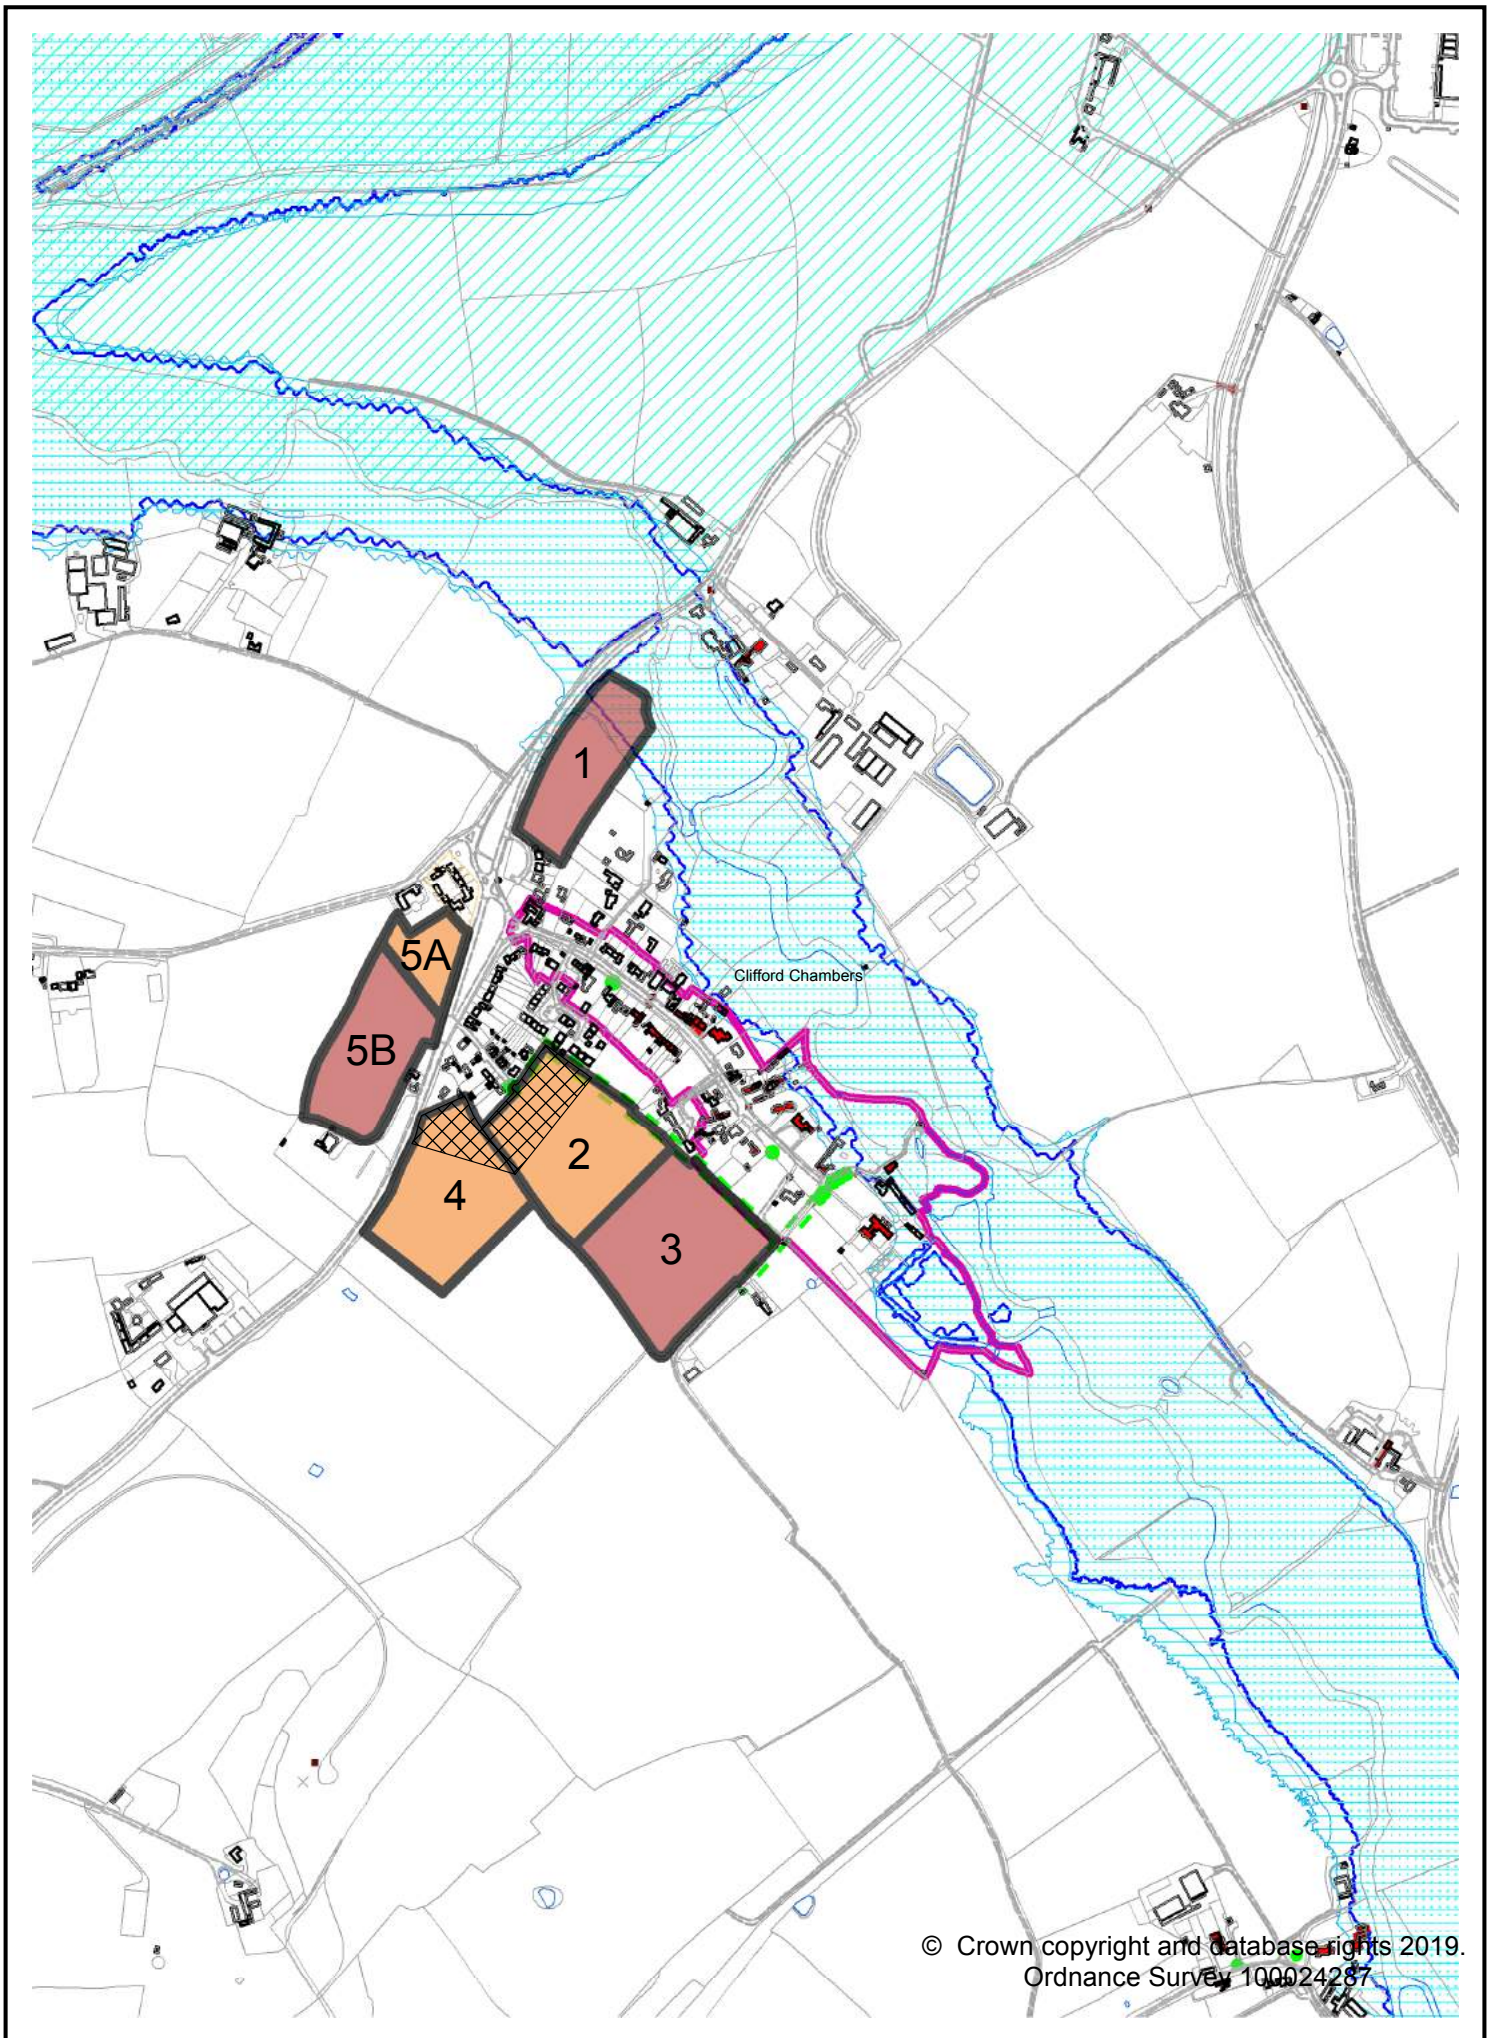 1
5A
Clifford Chambers
5B
2
4
3
© Crown copyright and database rights 2019.
Ordnance Survey 100024287